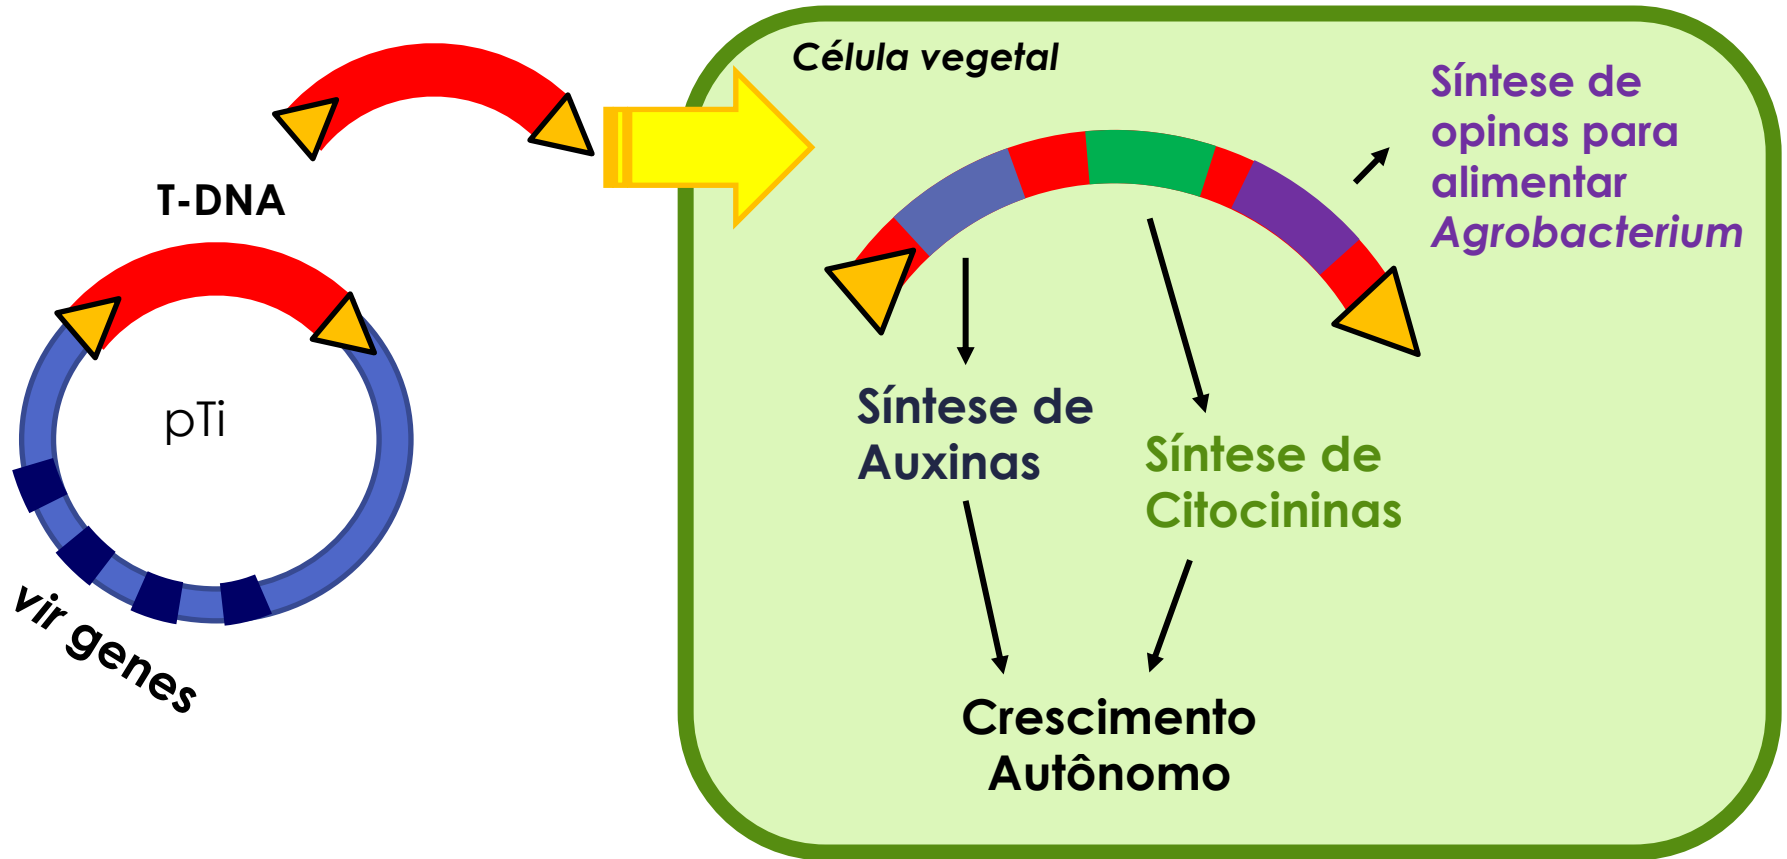 T-DNA
pTi
vir genes
Célula vegetal
Síntese de
opinas para
alimentar
Agrobacterium
Síntese de
Auxinas
Síntese de
Citocininas
Crescimento
Autônomo